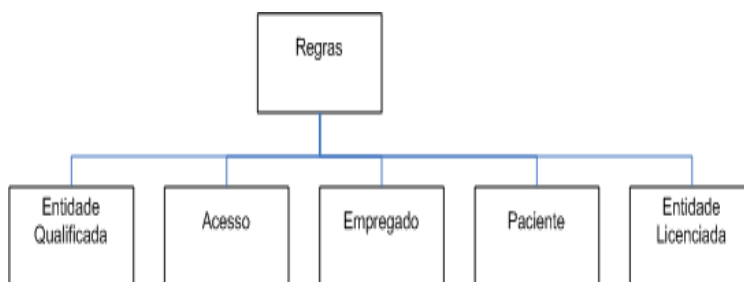 Regras
Entidade
Qualificada
Acesso
Empregado
Paciente
Entidade
Licenciada